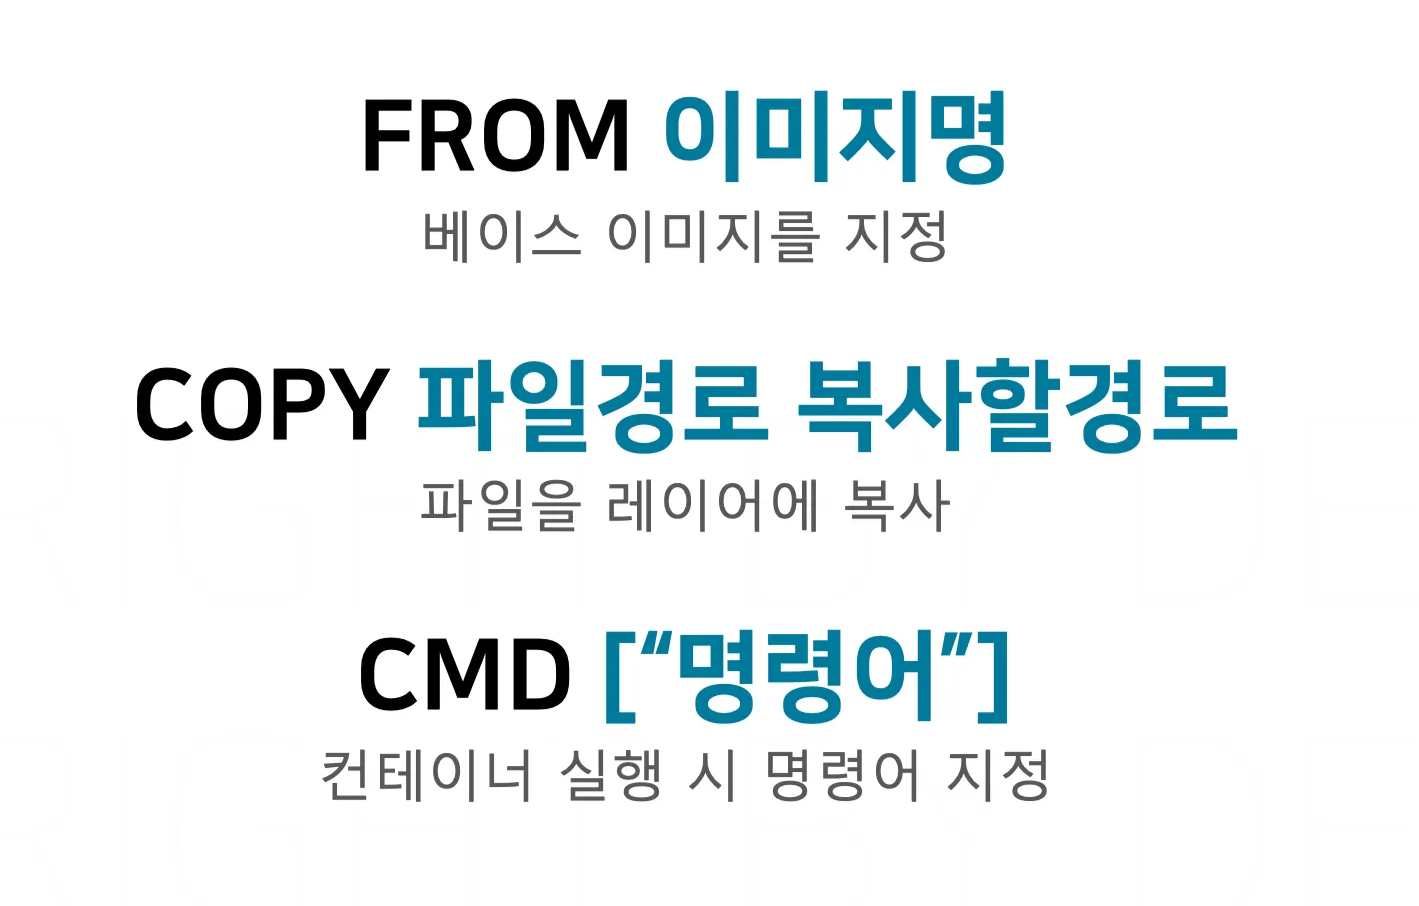 FROM 이미지명
베이스 이미지를 지정
COPY 파일경로 복사할경로
파일을 레이어에 복사
CMD [“명령어”]
컨테이너 실행 시 명령어 지정